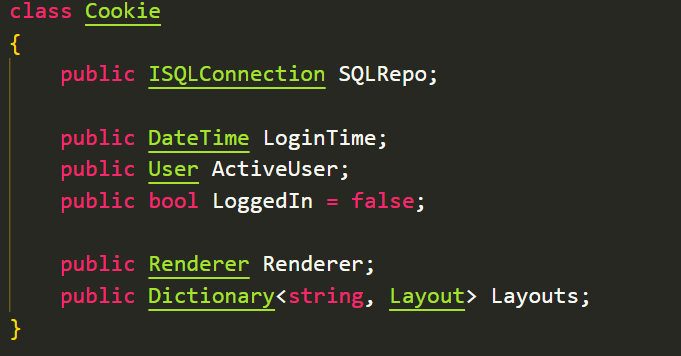 class Cookie
{
    public ISQLConnection SQLRepo;

    public DateTime LoginTime;
    public User ActiveUser;
    public bool LoggedIn = false;

    public Renderer Renderer;
    public Dictionary<string, Layout> Layouts;
}